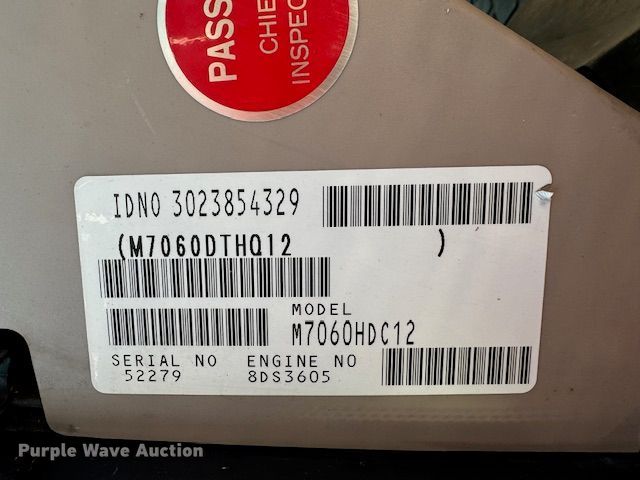 PASS
CHIE
INSPEC
IDNO 3023854329
(M7060DTHQ12 )
MODEL
M7060HDC12
SERIAL NO ENGINE NO
52279 8DS3605
Purple Wave Auction